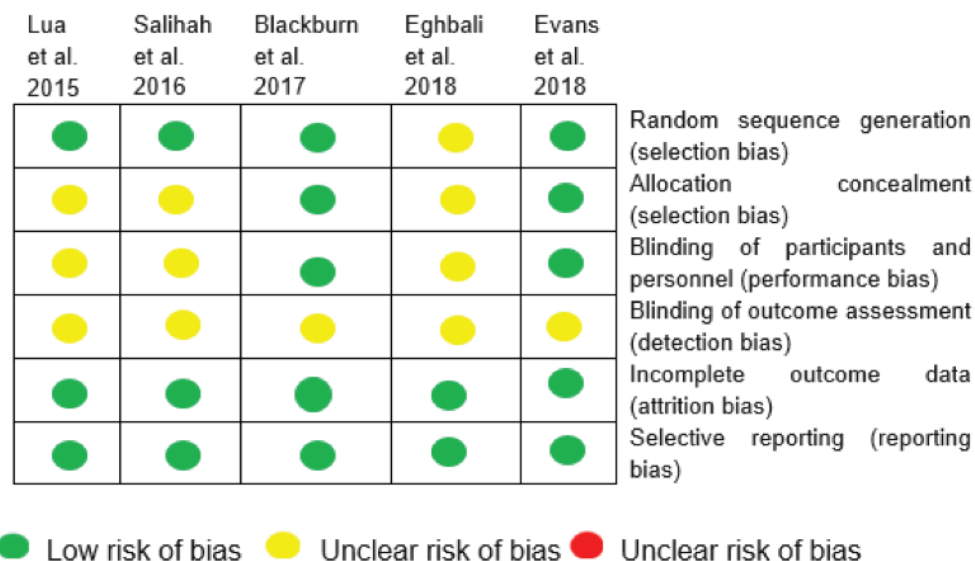 Lua et al. 2015
Salihah et al. 2016
Blackburn et al. 2017
Eghbali et al. 2018
Evans et al. 2018
Random sequence generation
(selection bias)
Allocation concealment
(selection bias)
Blinding of participants and
personnel (performance bias)
Blinding of outcome assessment
(detection bias)
Incomplete outcome data
(attrition bias)
Selective reporting (reporting
bias)
Low risk of bias Unclear risk of bias Unclear risk of bias